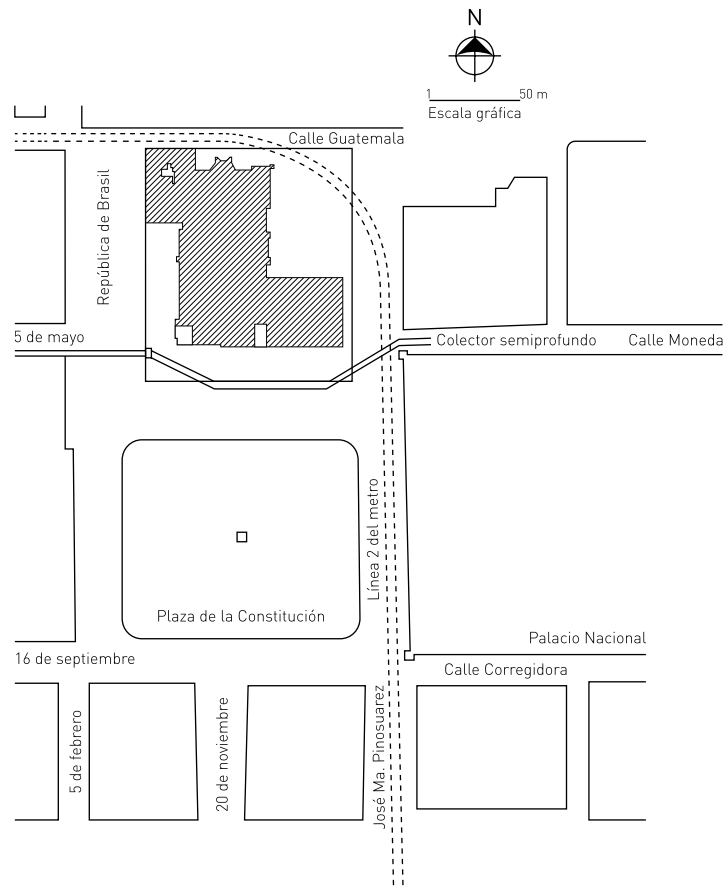 N
1 50 m
Escala gráfica
Calle Guatemala
República de Brasil
5 de mayo
Colector semiprofundo
Calle Moneda
Línea 2 del metro
Plaza de la Constitución
Palacio Nacional
16 de septiembre
Calle Corregidora
5 de febrero
20 de noviembre
José Ma. Pinosuarez